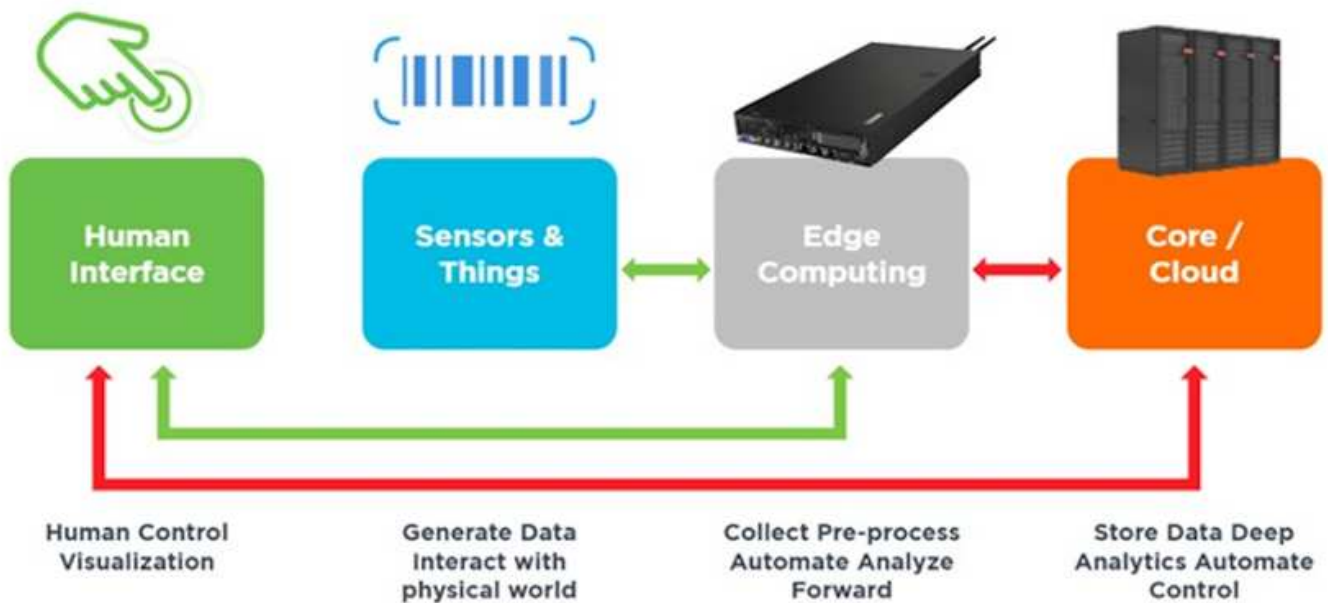 Human
Interface
Sensors &
Things
Edge
Computing
Core /
Cloud
Human Control
Visualization
Generate Data
Interact with
physical world
Collect Pre-process
Automate Analyze
Forward
Store Data Deep
Analytics Automate
Control